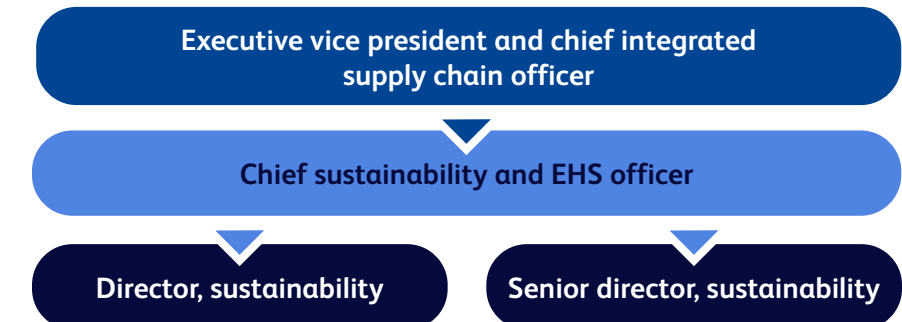 Executive vice president and chief integrated
supply chain officer
Chief sustainability and EHS officer
Director, sustainability
Senior director, sustainability